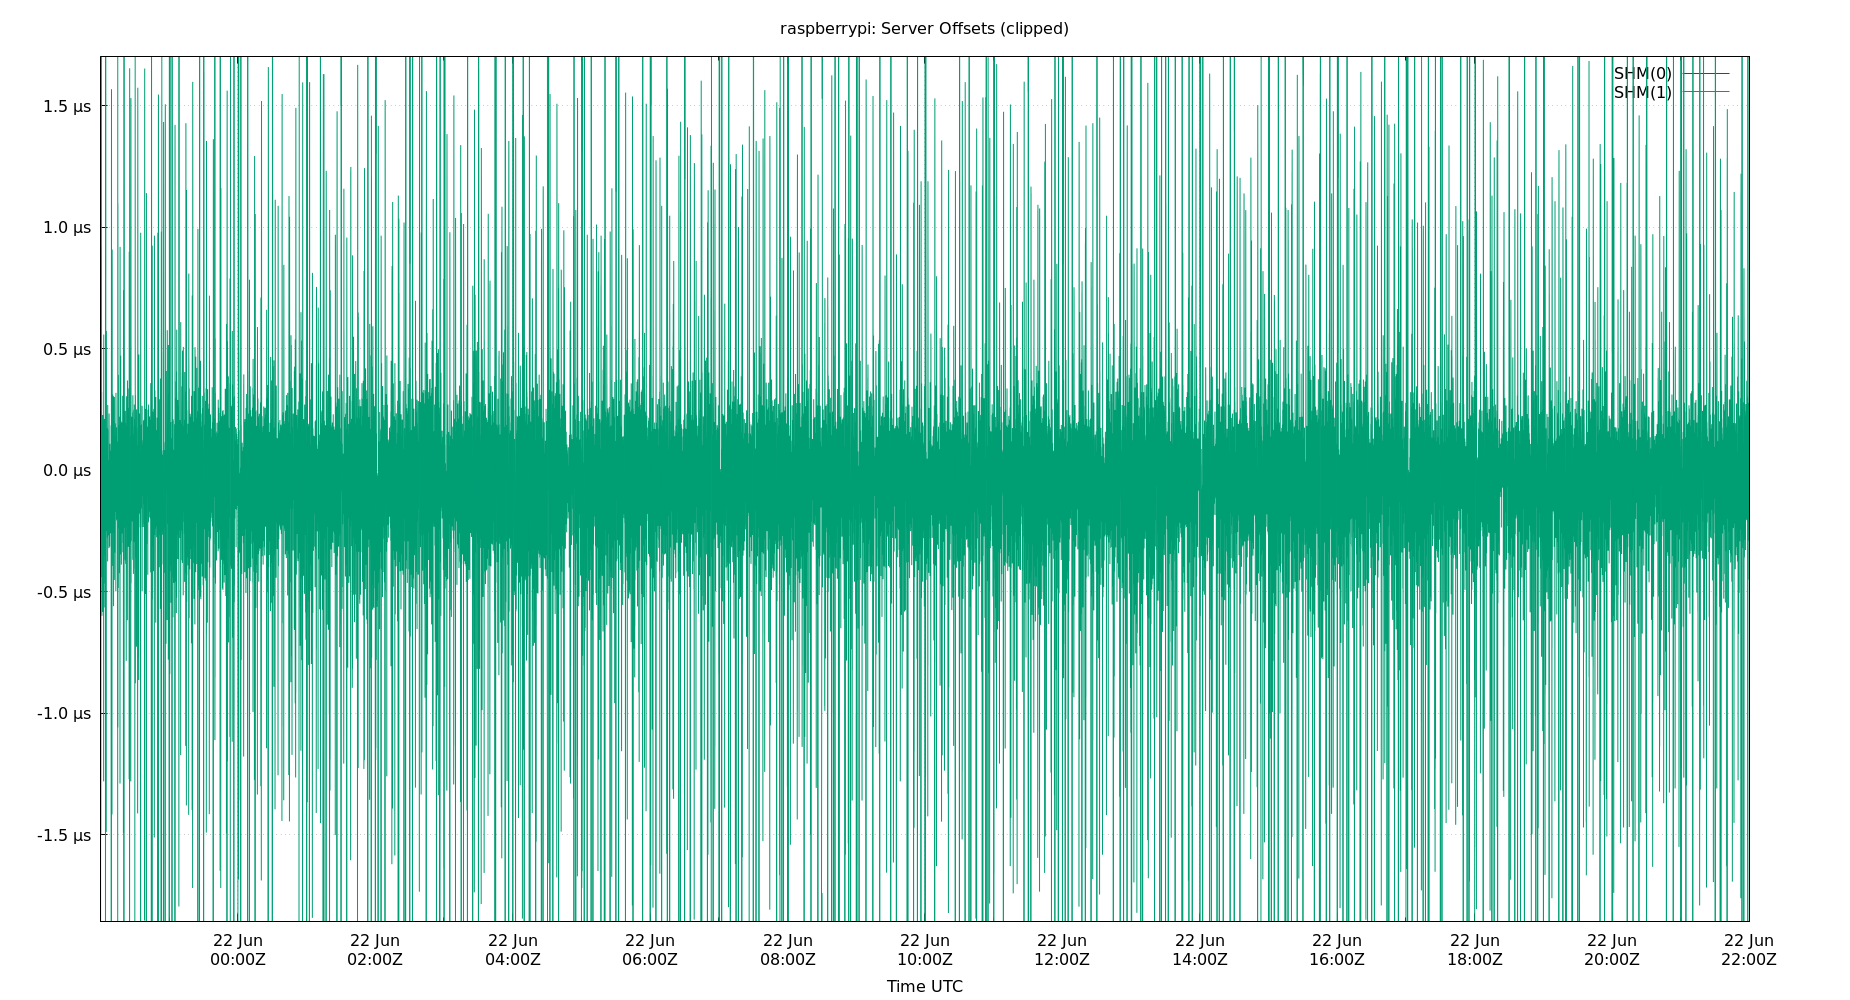 raspberrypi: Server Offsets (clipped)
SHM(0)
SHM(1)
1.5 µs
1.0 µs
0.5 µs
0.0 µs
-0.5 µs
-1.0 µs
-1.5 µs
22 Jun 22 Jun 22 Jun 22 Jun 22 Jun 22 Jun 22 Jun 22 Jun 22 Jun 22 Jun 22 Jun 22 Jun
00:00Z 02:00Z 04:00Z 06:00Z 08:00Z 10:00Z 12:00Z 14:00Z 16:00Z 18:00Z 20:00Z 22:00Z
Time UTC